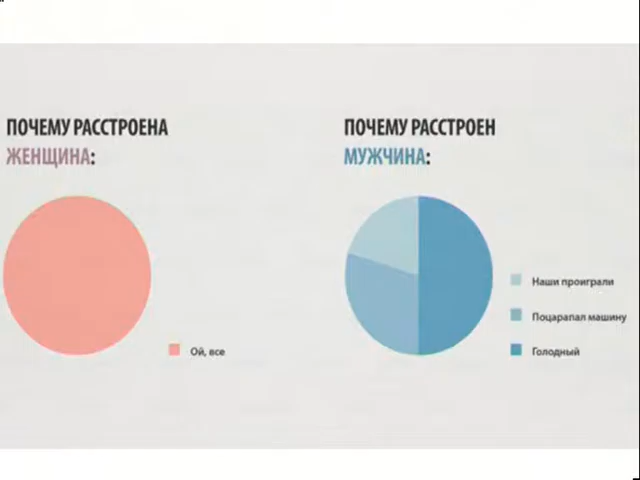 ПОЧЕМУ РАССТРОЕНА
ЖЕНЩИНА:
Ой, все
ПОЧЕМУ РАССТРОЕН
МУЖЧИНА:
Наши проиграли
Поцарапал машину
Голодный